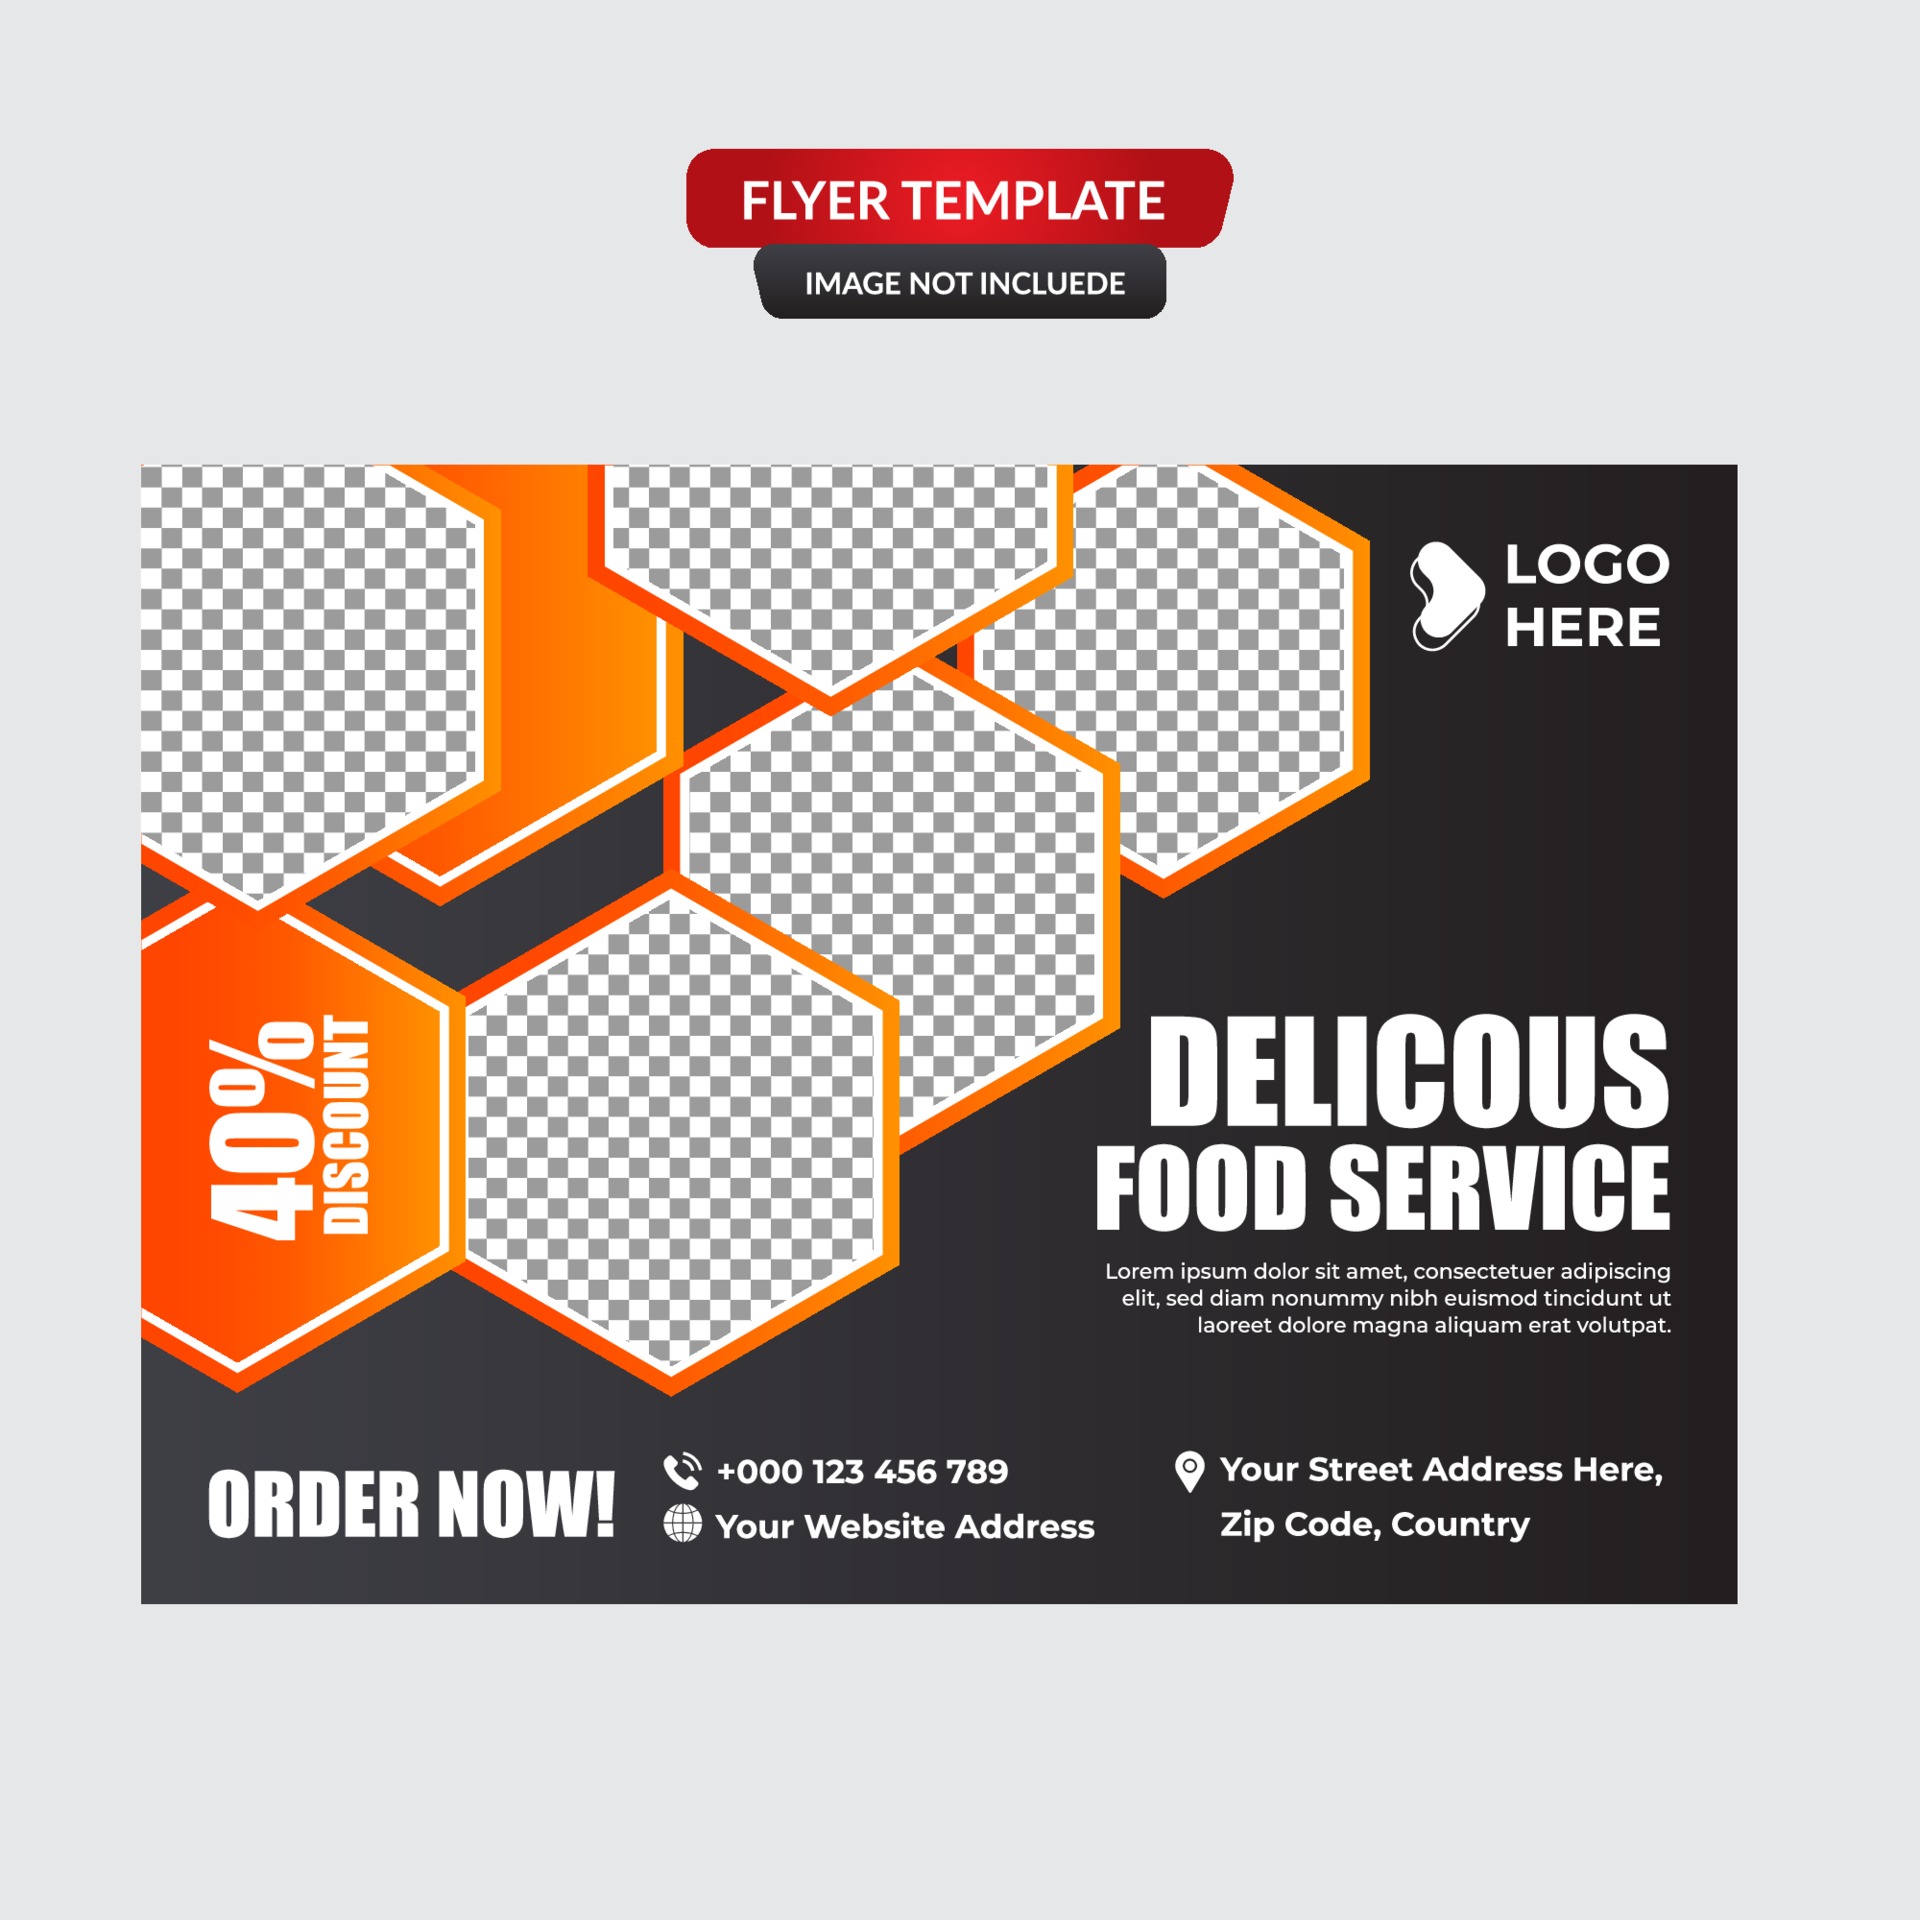 FLYER TEMPLATE
IMAGE NOT INCLUEDE
LOGO
HERE
40%
DISCOUNT
DELICOUS
FOOD SERVICE
Lorem ipsum dolor sit amet, consectetuer adipiscing
elit, sed diam nonummy nibh euismod tincidunt ut
laoreet dolore magna aliquam erat volutpat.
ORDER NOW!
+000 123 456 789
Your Website Address
Your Street Address Here,
Zip Code, Country